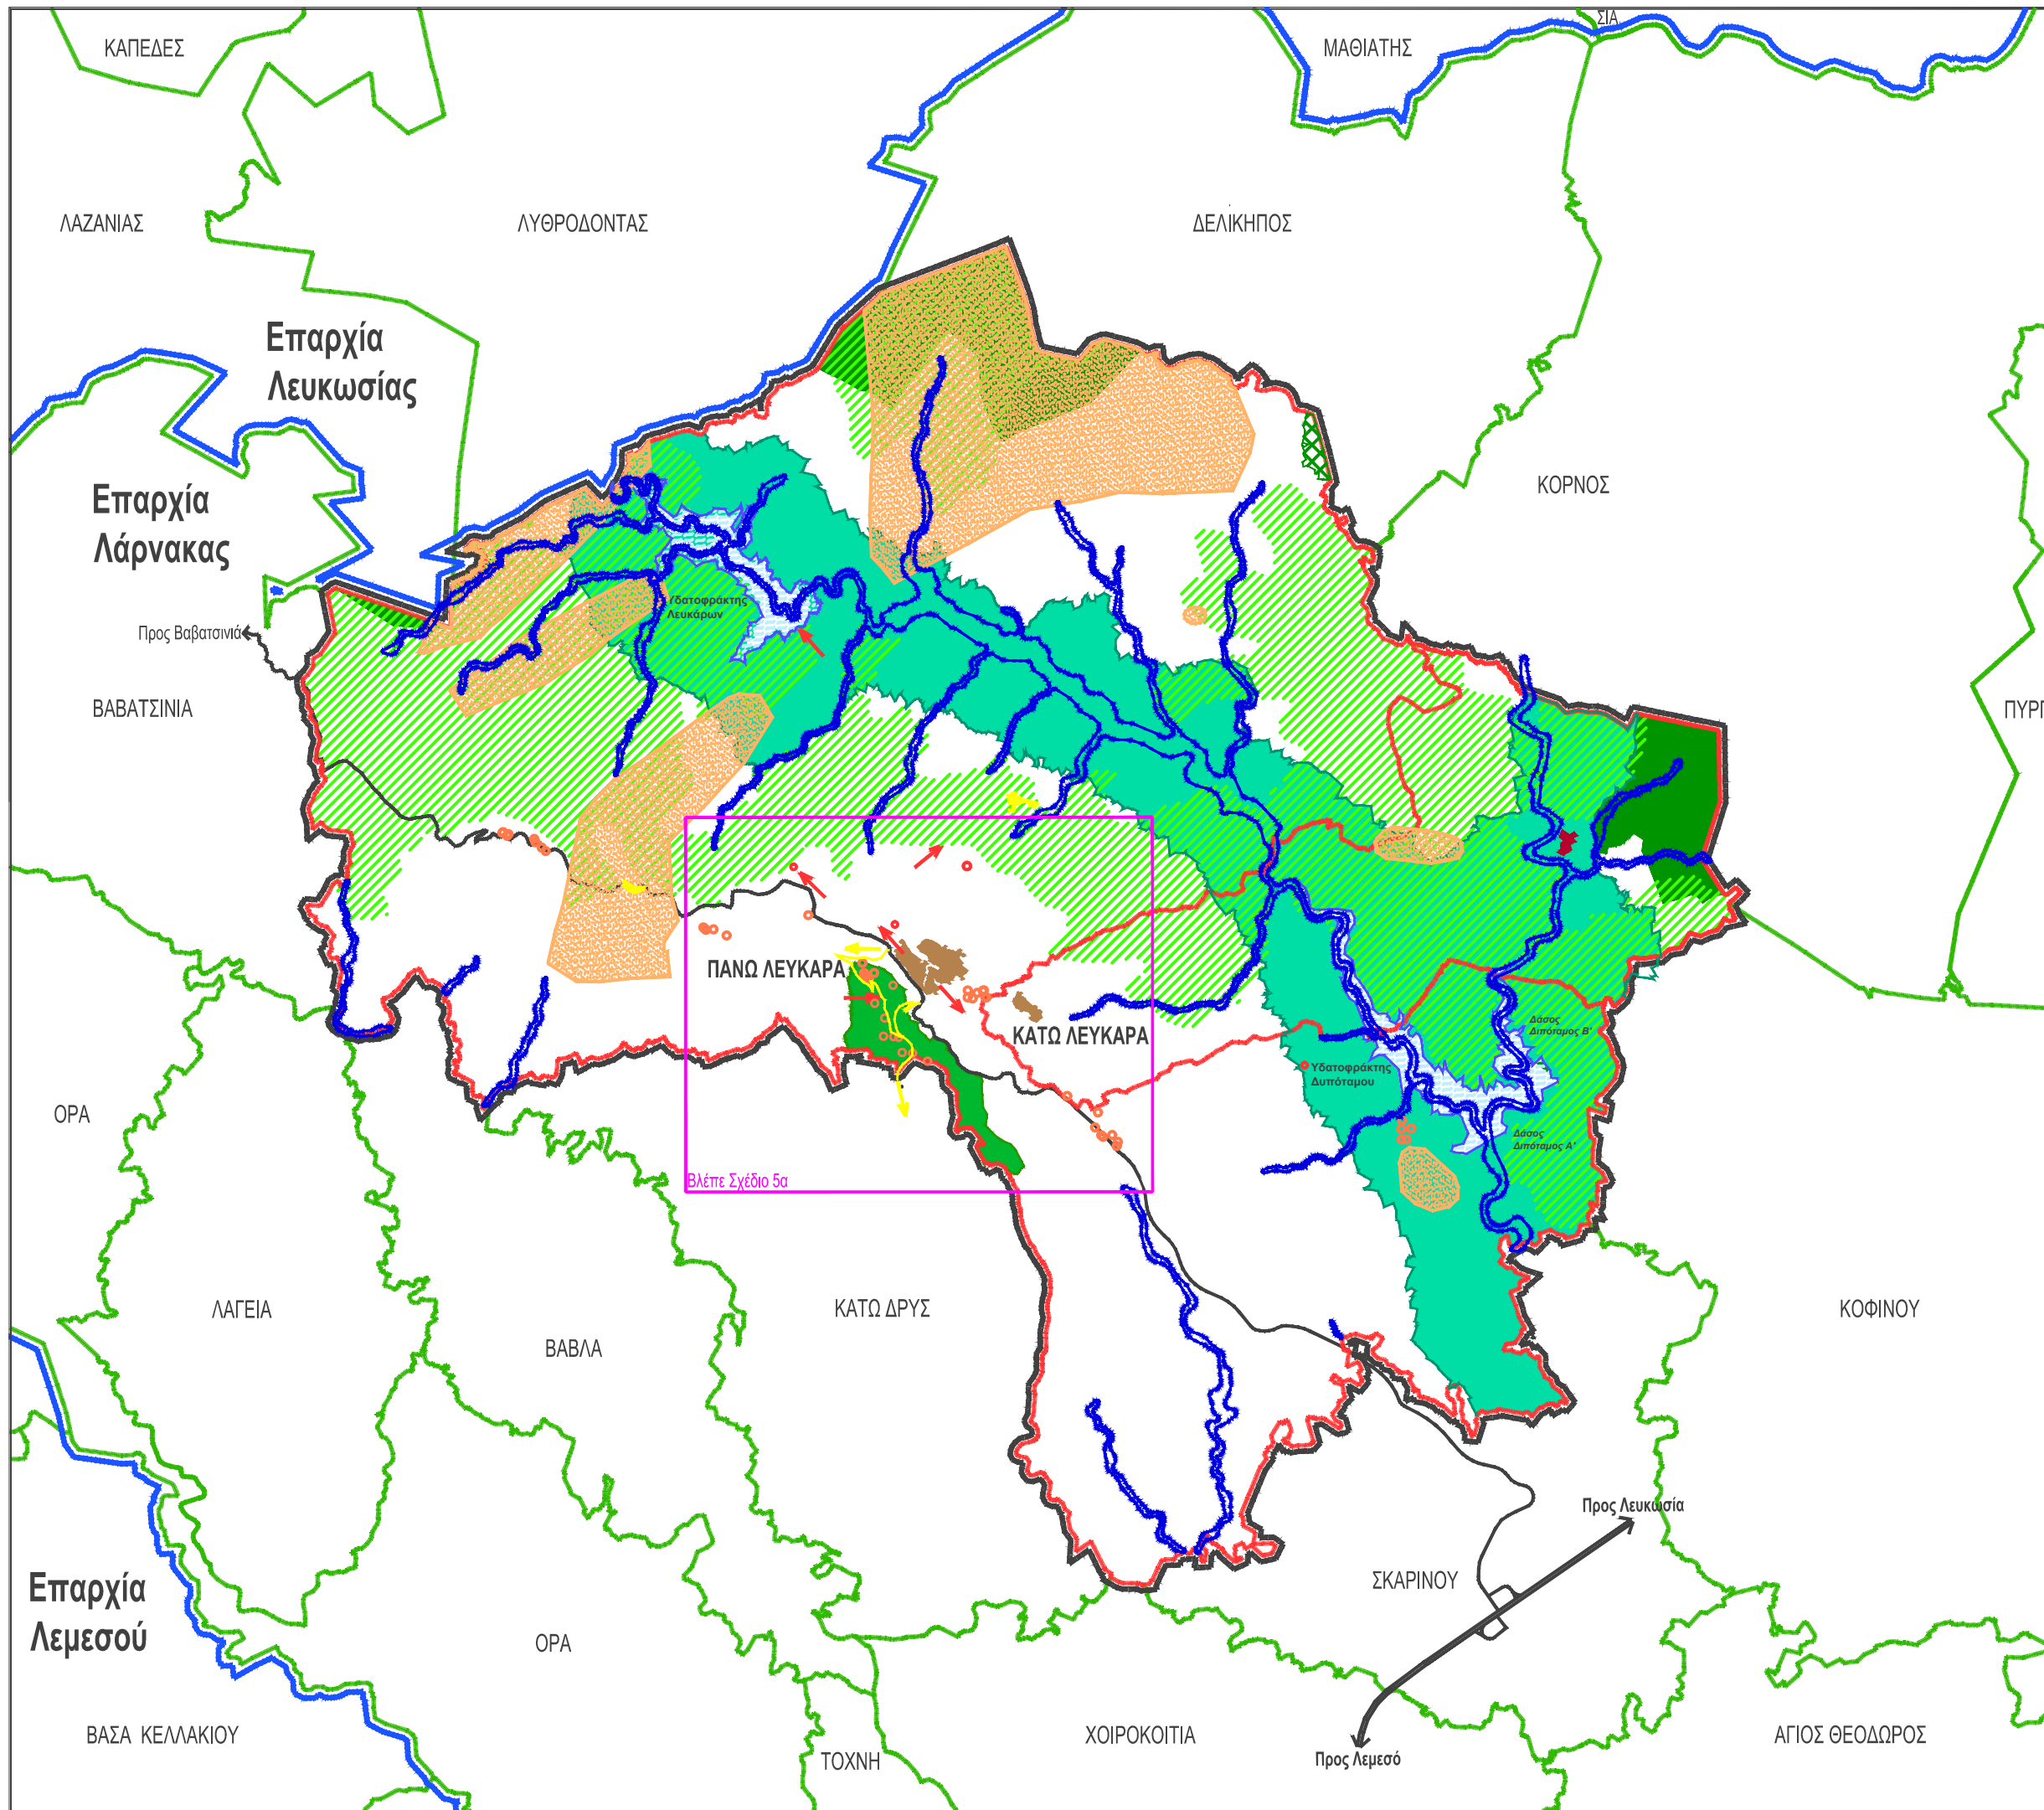 ΣΙΑ
ΚΑΠΕΔΕΣ
ΜΑΘΙΑΤΗΣ
ΛΑΖΑΝΙΑΣ
ΛΥΘΡΟΔΟΝΤΑΣ
ΔΕΛΙΚΗΠΟΣ
Επαρχία
Λευκωσίας
Επαρχία
Λάρνακας
ΚΟΡΝΟΣ
Υδατοφράκτης
Λευκάρων
Προς Βαβατσινιά
ΒΑΒΑΤΣΙΝΙΑ
ΠΑΝΩ ΛΕΥΚΑΡΑ
ΚΑΤΩ ΛΕΥΚΑΡΑ
Δάσος
Διπόταμος Β'
Υδατοφράκτης
Δυπόταμου
Δάσος
Διπόταμος Α'
ΟΡΑ
Βλέπε Σχέδιο 5α
ΛΑΓΕΙΑ
ΚΑΤΩ ΔΡΥΣ
ΚΟΦΙΝΟΥ
ΒΑΒΛΑ
Προς Λευκωσία
Επαρχία
Λεμεσού
ΣΚΑΡΙΝΟΥ
ΟΡΑ
ΒΑΣΑ ΚΕΛΛΑΚΙΟΥ
ΧΟΙΡΟΚΟΙΤΙΑ
ΑΓΙΟΣ ΘΕΟΔΩΡΟΣ
ΤΟΧΝΗ
Προς Λεμεσό